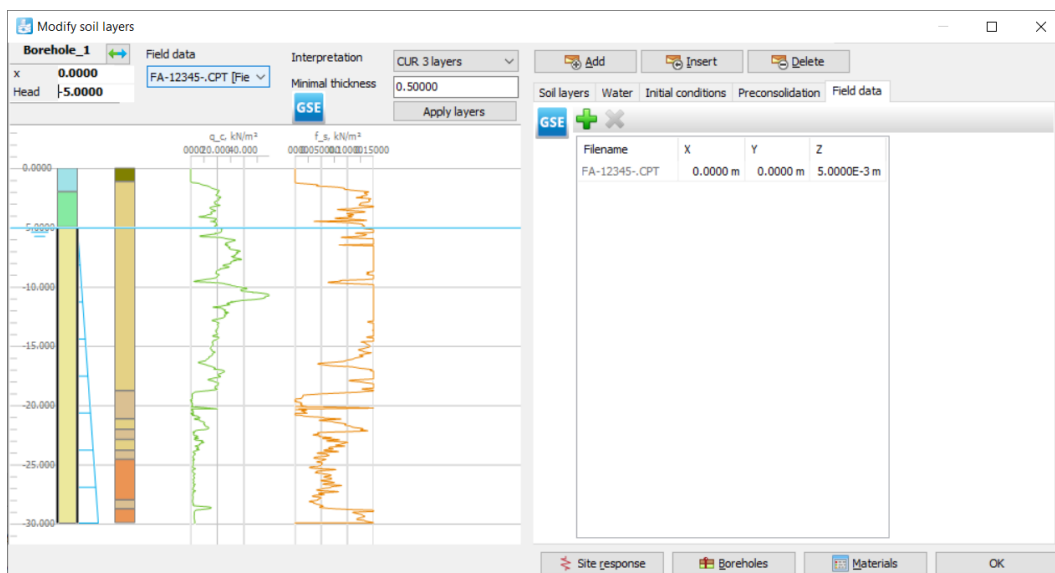 Modify soil layers
Borehole_1
x 0.0000
Head -5.0000
Field data
FA-12345-.CPT [Fie
Interpretation
CUR 3 layers
Minimal thickness
0.50000
GSE
Apply layers
Add Insert Delete
Soil layers Water Initial conditions Preconsolidation Field data
GSE
Filename X Y Z
FA-12345-.CPT 0.0000 m 0.0000 m 5.0000E-3 m
q_c, kN/m² f_s, kN/m²
0.0000
-5.0000
-10.000
-15.000
-20.000
-25.000
-30.000
Site response Boreholes Materials OK